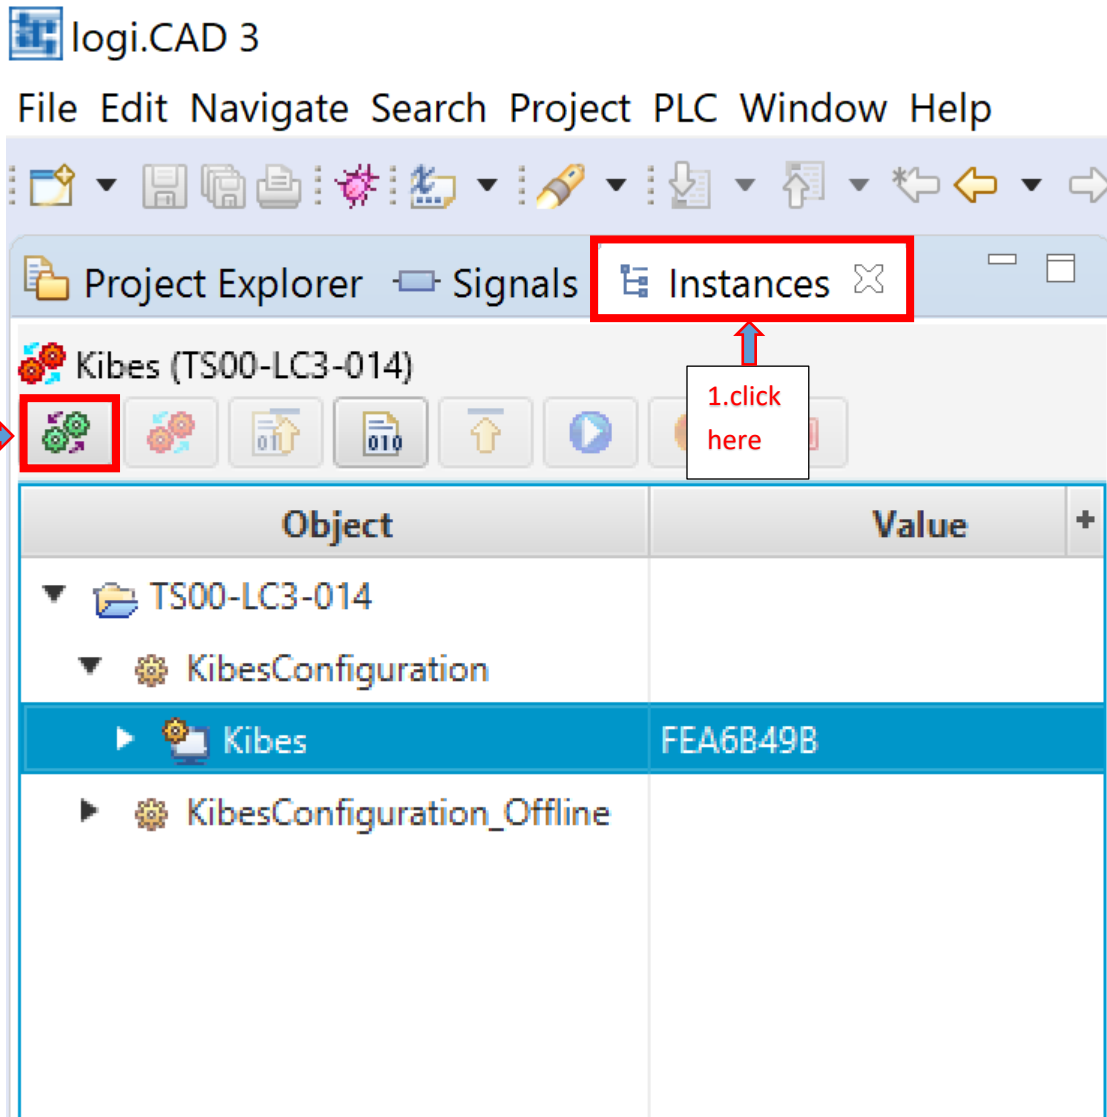 logi.CAD 3
File Edit Navigate Search Project PLC Window Help
Project Explorer Signals Instances
Kibes (TS00-LC3-014)
1.click
here
010
Object Value +
TS00-LC3-014
KibesConfiguration
Kibes FEA6B49B
KibesConfiguration_Offline